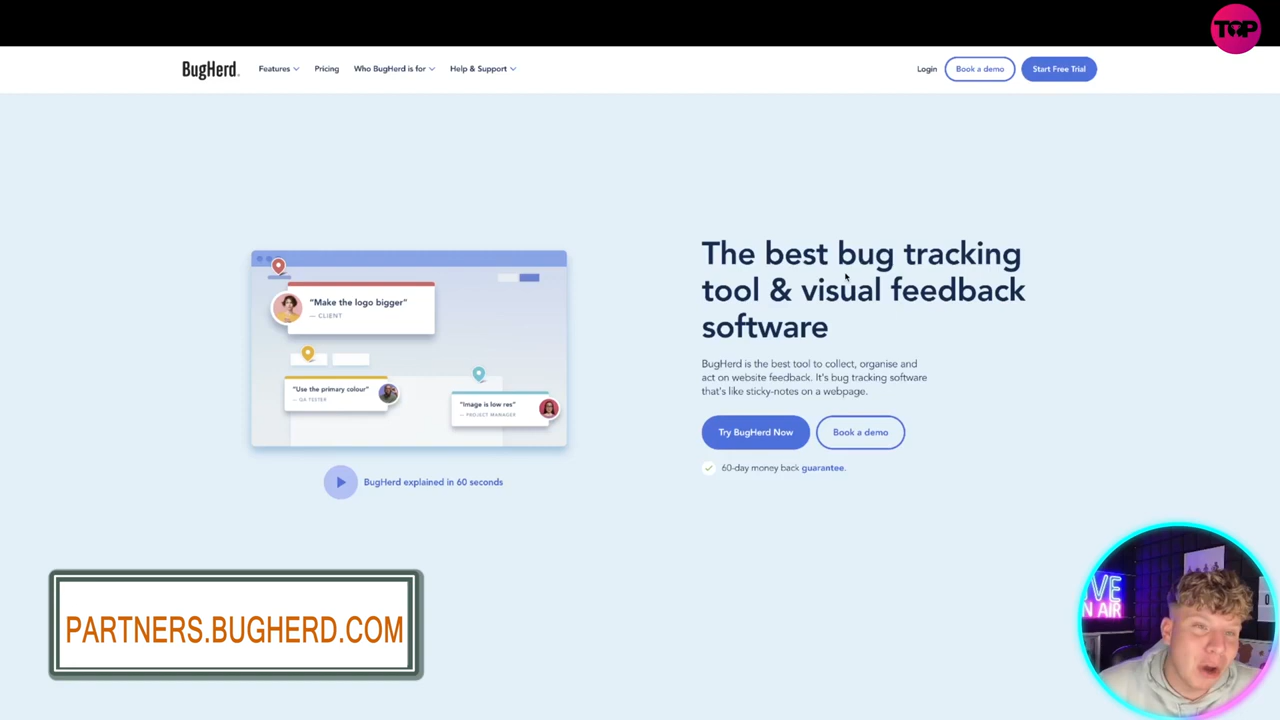 TOP
BugHerd.
Features
Pricing
Who BugHerd is for
Help & Support
Login
Book a demo
Start Free Trial
"Make the logo bigger"
— CLIENT
"Use the primary colour"
— QA TESTER
"Image is low res"
— PROJECT MANAGER
BugHerd explained in 60 seconds
The best bug tracking
tool & visual feedback
software
BugHerd is the best tool to collect, organise and
act on website feedback. It's bug tracking software
that's like sticky-notes on a webpage.
Try BugHerd Now
Book a demo
60-day money back guarantee.
PARTNERS.BUGHERD.COM
ON AIR